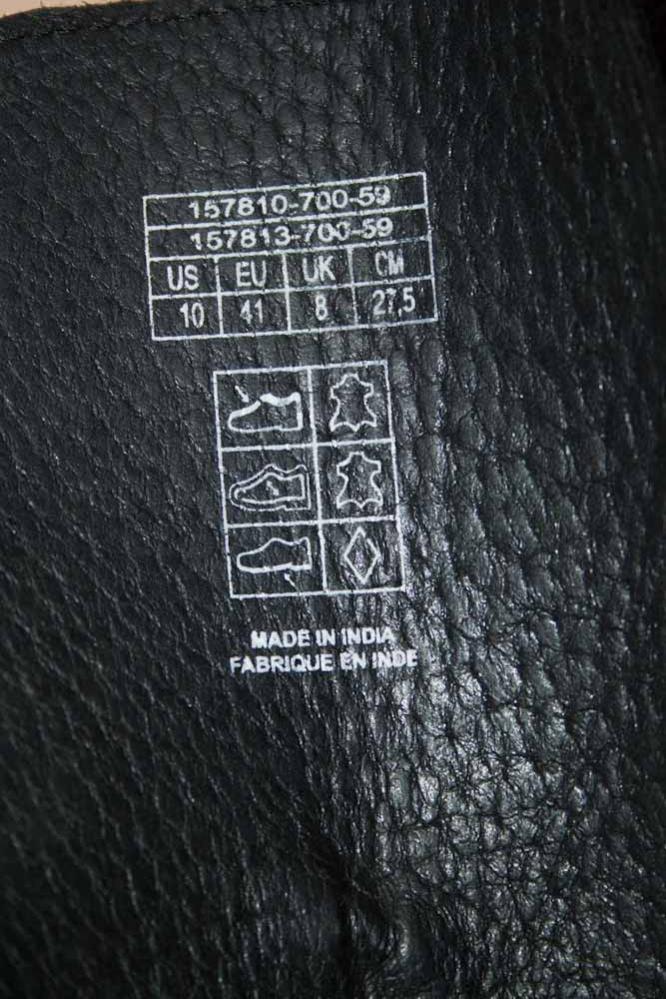 157810-700-59
157813-700-59
US EU UK CM
10 41 8 27,5
MADE IN INDIA
FABRIQUE EN INDE